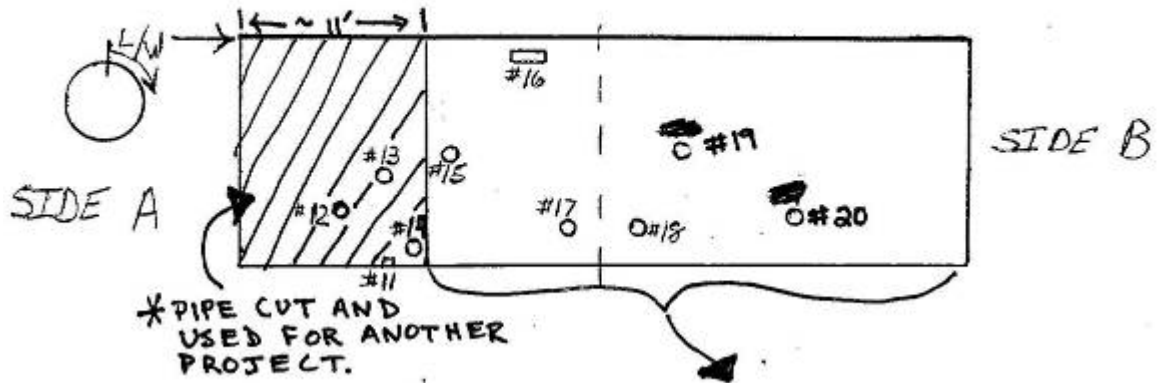 ~ 11'
L/W
#16
#19
SIDE B
#13
#15
SIDE A
#12
#14
#17
#18
#20
#11
* PIPE CUT AND
USED FOR ANOTHER
PROJECT.